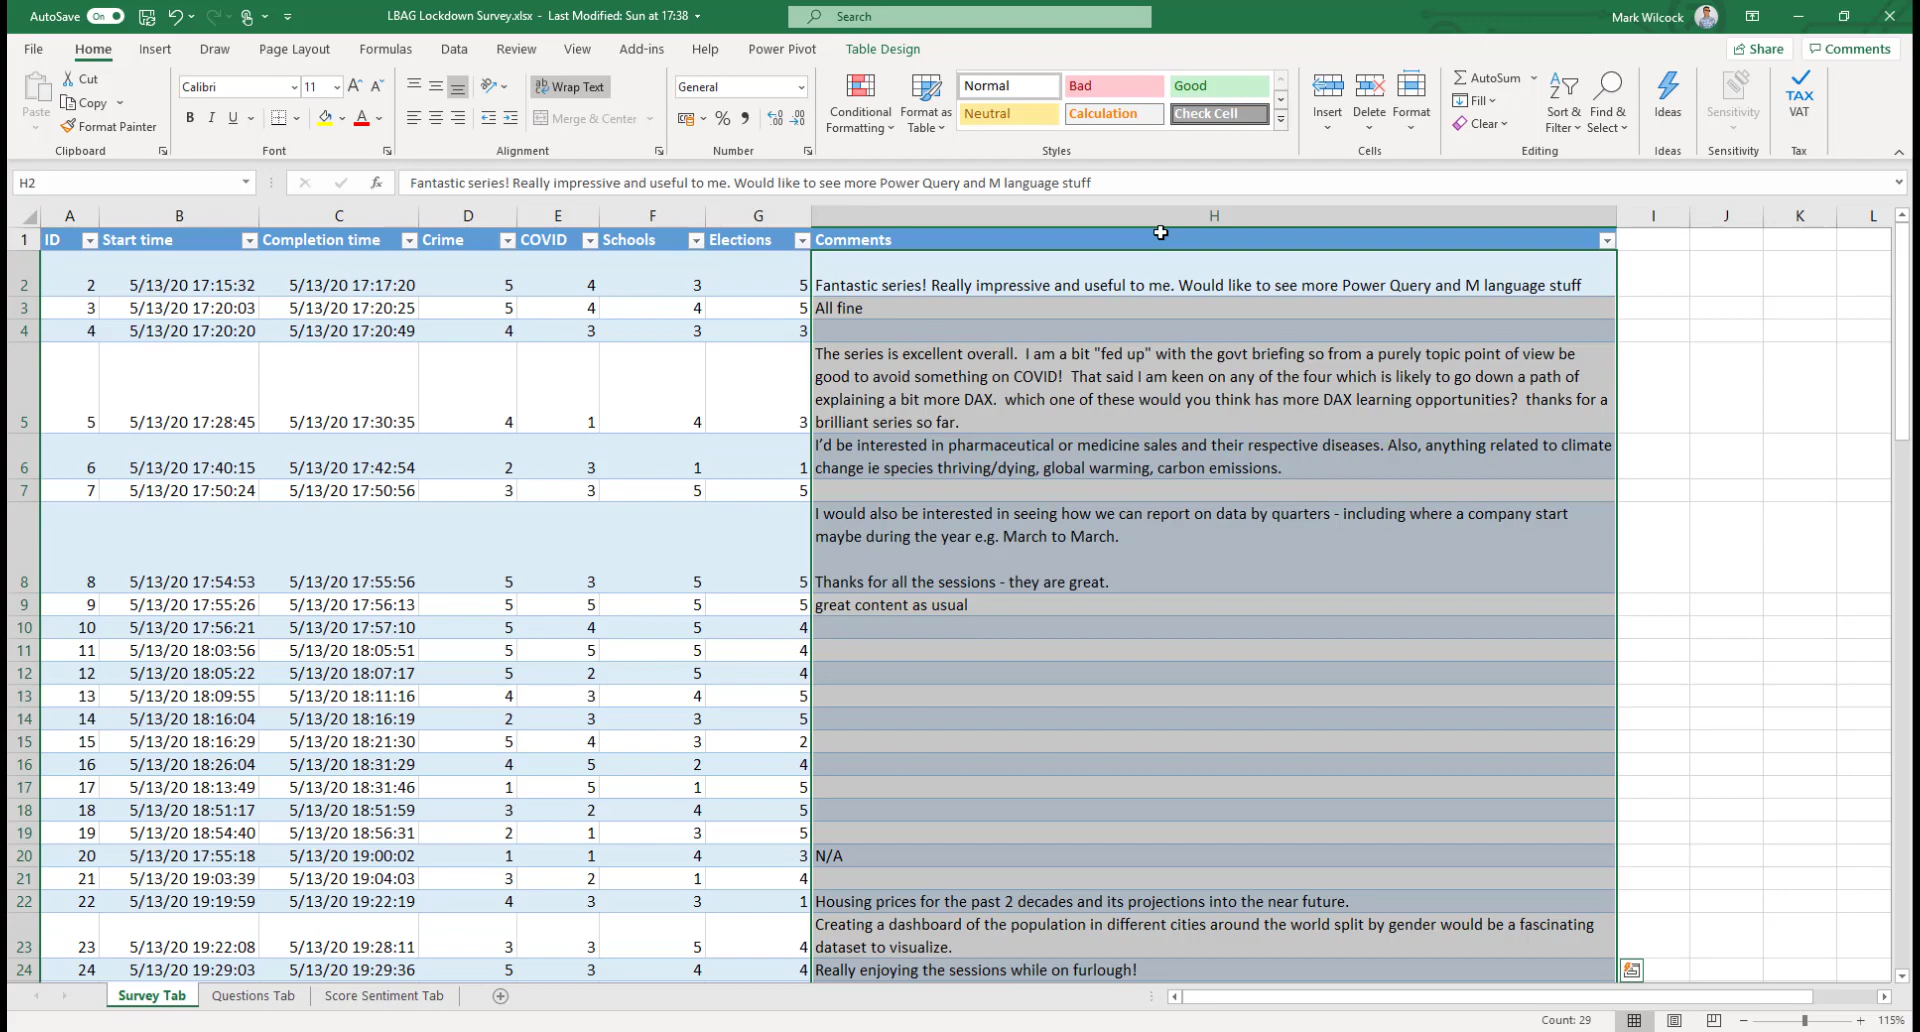 AutoSave On LBAG Lockdown Survey.xlsx - Last Modified: Sun at 17:38 Search Mark Wilcock
File Home Insert Draw Page Layout Formulas Data Review View Add-ins Help Power Pivot Table Design Share Comments
Cut
Copy
Format Painter
Paste
Clipboard
Calibri 11
B I U A
Font
Wrap Text
Merge & Center
Alignment
General
%
Number
Conditional Formatting
Format as Table
Normal Bad Good
Neutral Calculation Check Cell
Styles
Insert Delete Format
Cells
AutoSum
Fill
Clear
Sort & Filter
Find & Select
Editing
Ideas
Ideas
Sensitivity
Sensitivity
TAX
VAT
Tax
H2 fx Fantastic series! Really impressive and useful to me. Would like to see more Power Query and M language stuff
A B C D E F G H I J K L
1 ID Start time Completion time Crime COVID Schools Elections Comments
2 2 5/13/20 17:15:32 5/13/20 17:17:20 5 4 3 5 Fantastic series! Really impressive and useful to me. Would like to see more Power Query and M language stuff
3 3 5/13/20 17:20:03 5/13/20 17:20:25 5 4 4 5 All fine
4 4 5/13/20 17:20:20 5/13/20 17:20:49 4 3 3 3
The series is excellent overall. I am a bit "fed up" with the govt briefing so from a purely topic point of view be
good to avoid something on COVID! That said I am keen on any of the four which is likely to go down a path of
explaining a bit more DAX. which one of these would you think has more DAX learning opportunities? thanks for a
5 5 5/13/20 17:28:45 5/13/20 17:30:35 4 1 4 3 brilliant series so far.
I'd be interested in pharmaceutical or medicine sales and their respective diseases. Also, anything related to climate
6 6 5/13/20 17:40:15 5/13/20 17:42:54 2 3 1 1 change ie species thriving/dying, global warming, carbon emissions.
7 7 5/13/20 17:50:24 5/13/20 17:50:56 3 3 5 5
I would also be interested in seeing how we can report on data by quarters - including where a company start
maybe during the year e.g. March to March.
8 8 5/13/20 17:54:53 5/13/20 17:55:56 5 3 5 5 Thanks for all the sessions - they are great.
9 9 5/13/20 17:55:26 5/13/20 17:56:13 5 5 5 5 great content as usual
10 10 5/13/20 17:56:21 5/13/20 17:57:10 5 4 5 4
11 11 5/13/20 18:03:56 5/13/20 18:05:51 5 5 5 4
12 12 5/13/20 18:05:22 5/13/20 18:07:17 5 2 5 4
13 13 5/13/20 18:09:55 5/13/20 18:11:16 4 3 4 5
14 14 5/13/20 18:16:04 5/13/20 18:16:19 2 3 3 5
15 15 5/13/20 18:16:29 5/13/20 18:21:30 5 4 3 2
16 16 5/13/20 18:26:04 5/13/20 18:31:29 4 5 2 4
17 17 5/13/20 18:13:49 5/13/20 18:31:46 1 5 1 5
18 18 5/13/20 18:51:17 5/13/20 18:51:59 3 2 4 5
19 19 5/13/20 18:54:40 5/13/20 18:56:31 2 1 3 5
20 20 5/13/20 17:55:18 5/13/20 19:00:02 1 1 4 3 N/A
21 21 5/13/20 19:03:39 5/13/20 19:04:03 3 2 1 4
22 22 5/13/20 19:19:59 5/13/20 19:22:19 4 3 3 1 Housing prices for the past 2 decades and its projections into the near future.
Creating a dashboard of the population in different cities around the world split by gender would be a fascinating
23 23 5/13/20 19:22:08 5/13/20 19:28:11 3 3 5 4 dataset to visualize.
24 24 5/13/20 19:29:03 5/13/20 19:29:36 5 3 4 4 Really enjoying the sessions while on furlough!
Survey Tab Questions Tab Score Sentiment Tab
Count: 29 115%